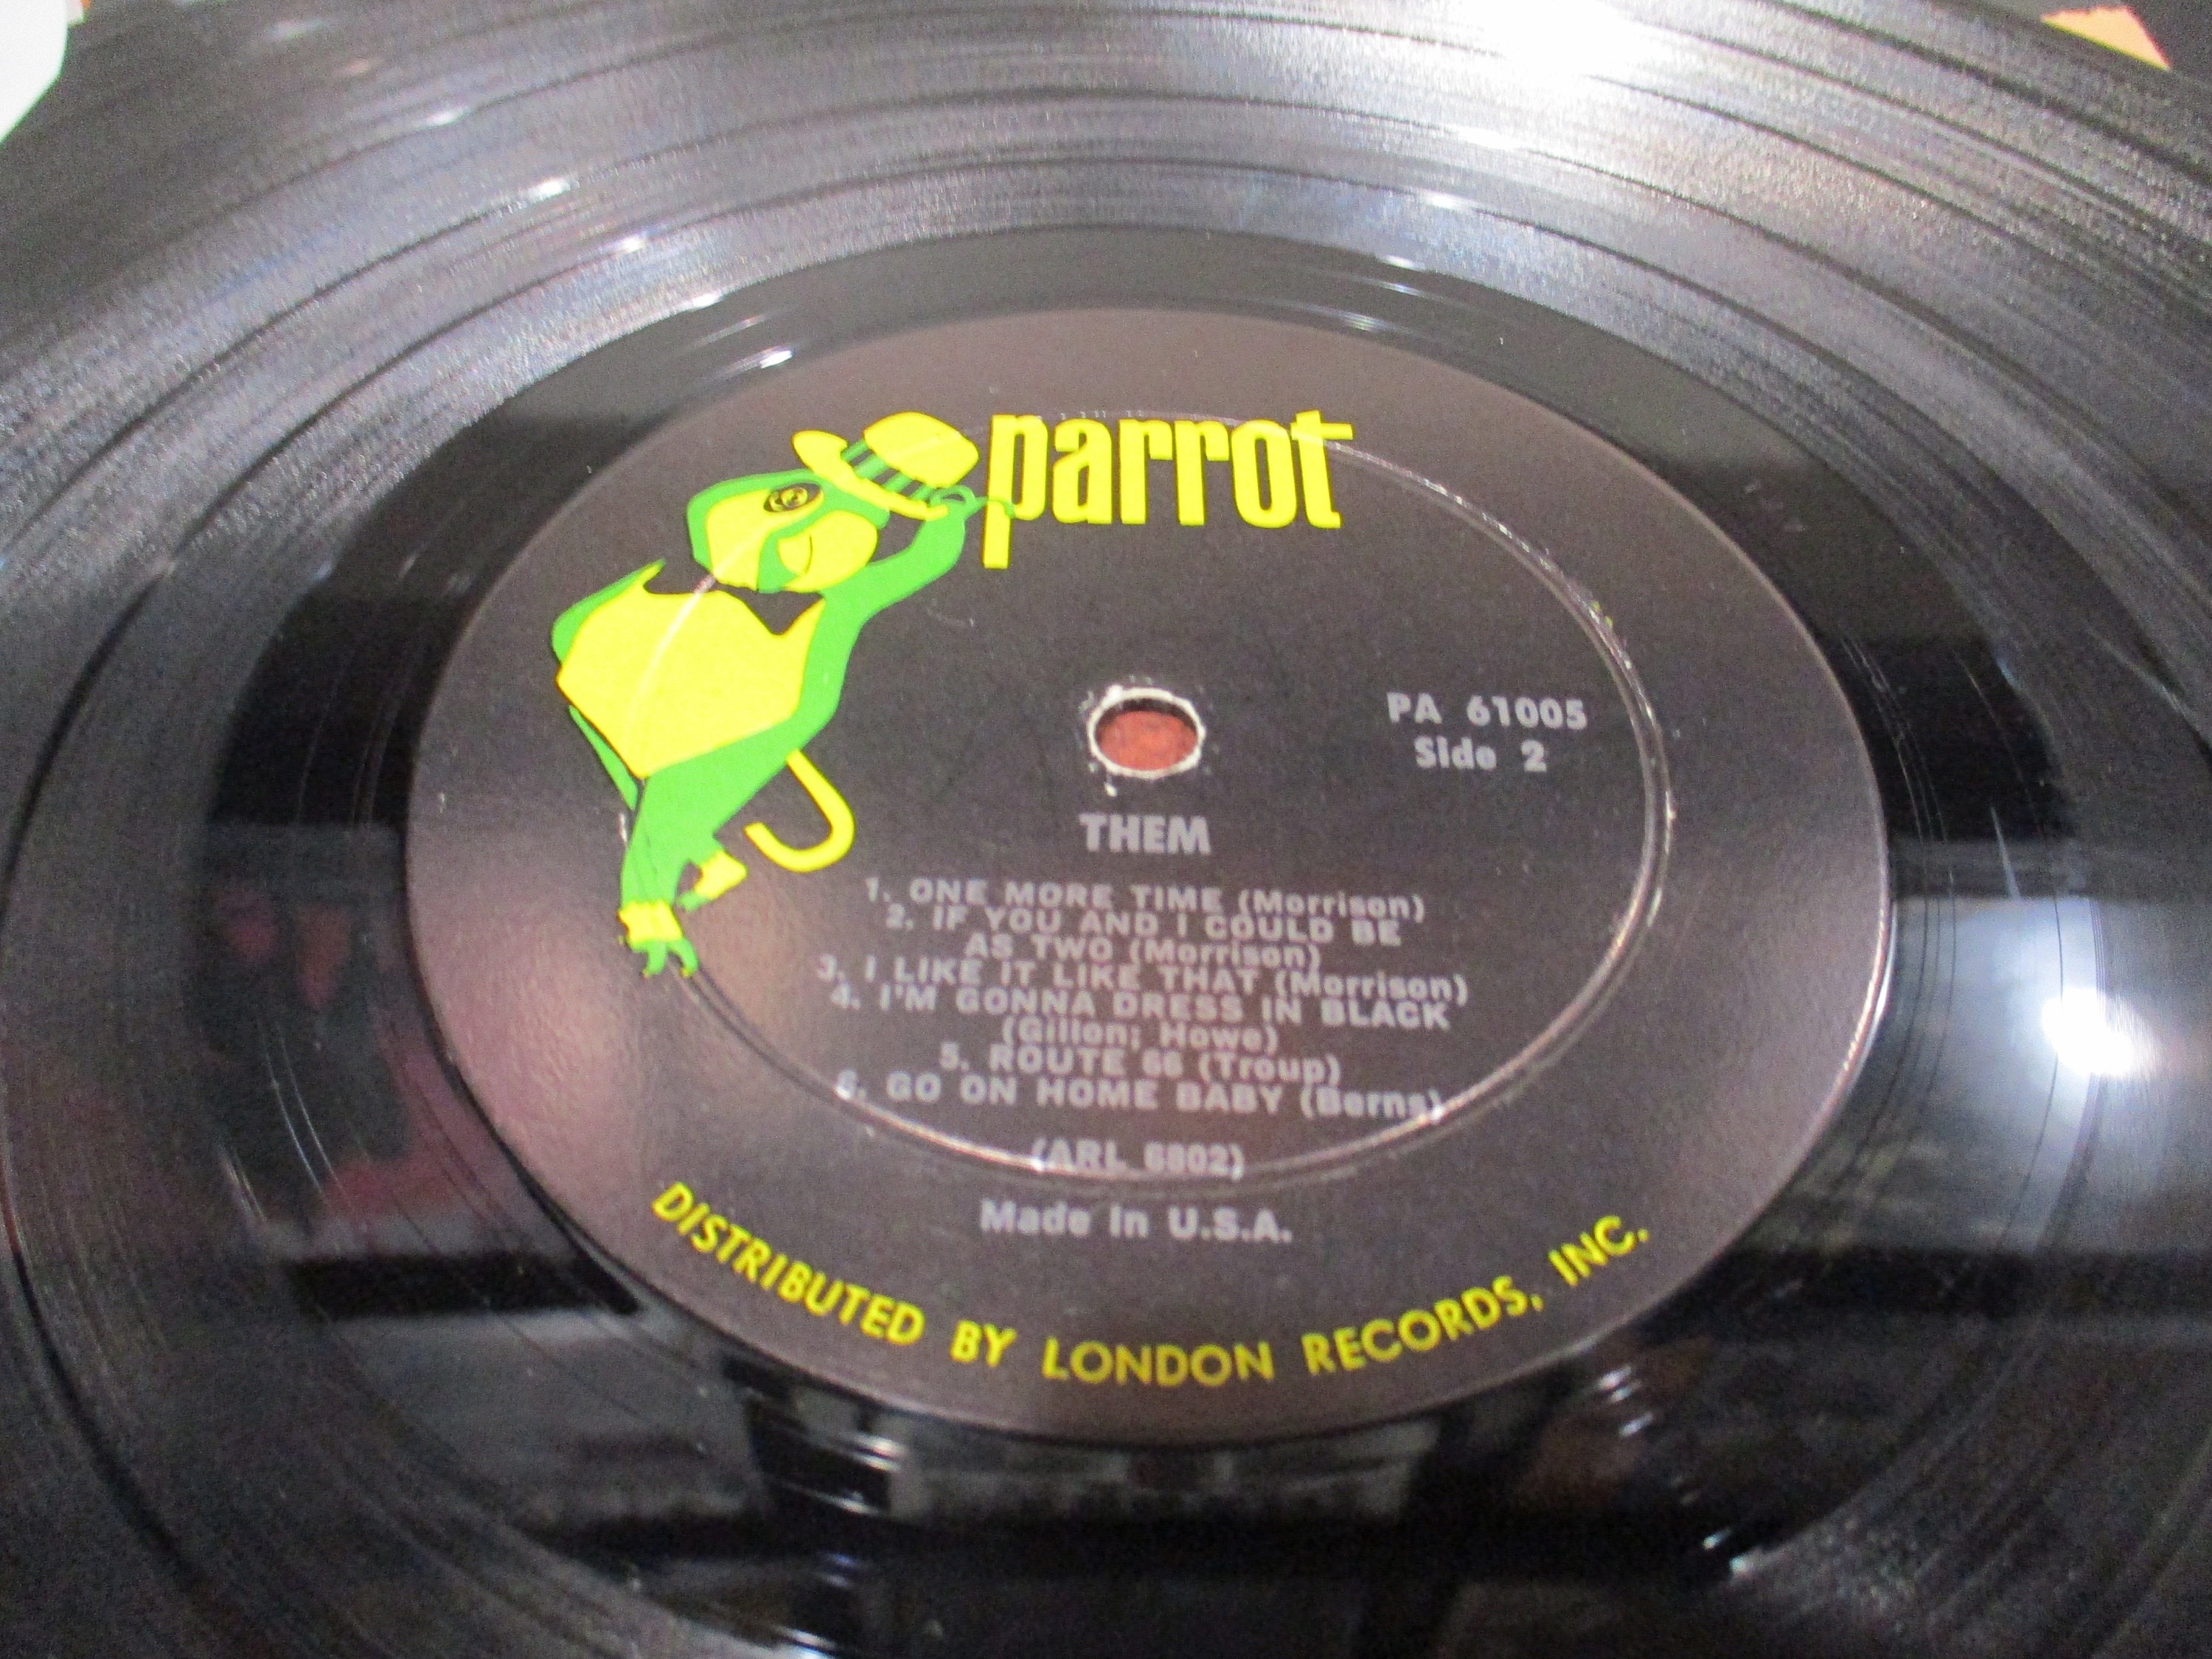 parrot
PA 61005
Side 2
THEM
1. ONE MORE TIME (Morrison)
2. IF YOU AND I COULD BE
AS TWO (Morrison)
3. I LIKE IT LIKE THAT (Morrison)
4. I'M GONNA DRESS IN BLACK
(Gillon; Howe)
5. ROUTE 66 (Troup)
6. GO ON HOME BABY (Berns)
(ARL 6802)
Made in U.S.A.
DISTRIBUTED BY LONDON RECORDS, INC.